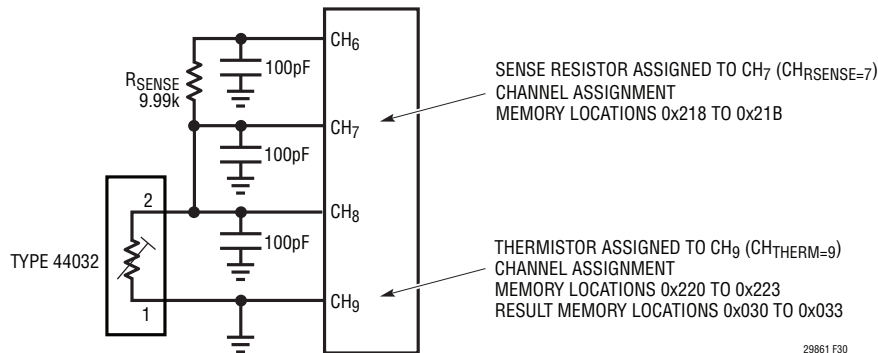 CH6
100pF
RSENSE
9.99k
SENSE RESISTOR ASSIGNED TO CH7 (CHRSENSE=7)
CHANNEL ASSIGNMENT
MEMORY LOCATIONS 0x218 TO 0x21B
CH7
100pF
2
CH8
100pF
TYPE 44032
1
CH9
THERMISTOR ASSIGNED TO CH9 (CHTHERM=9)
CHANNEL ASSIGNMENT
MEMORY LOCATIONS 0x220 TO 0x223
RESULT MEMORY LOCATIONS 0x030 TO 0x033
29861 F30